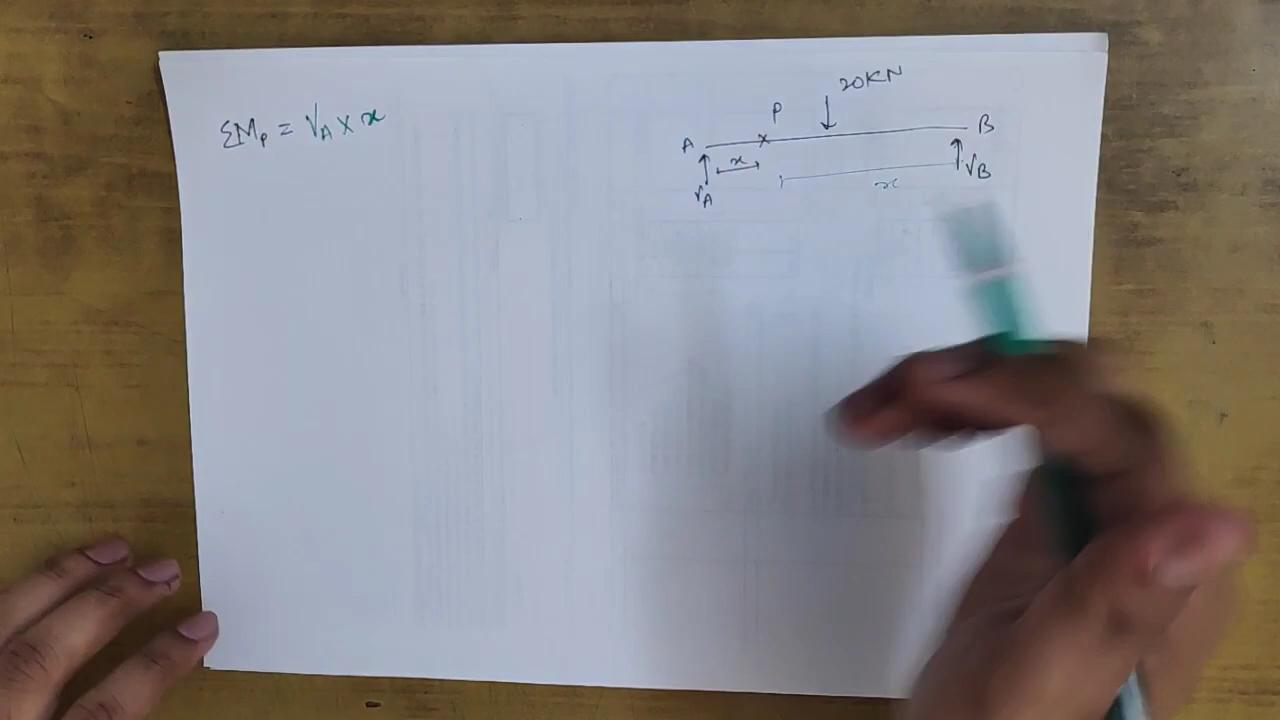 ΣM_P = V_A × x
20KN
P
A
B
x
V_A
V_B
x